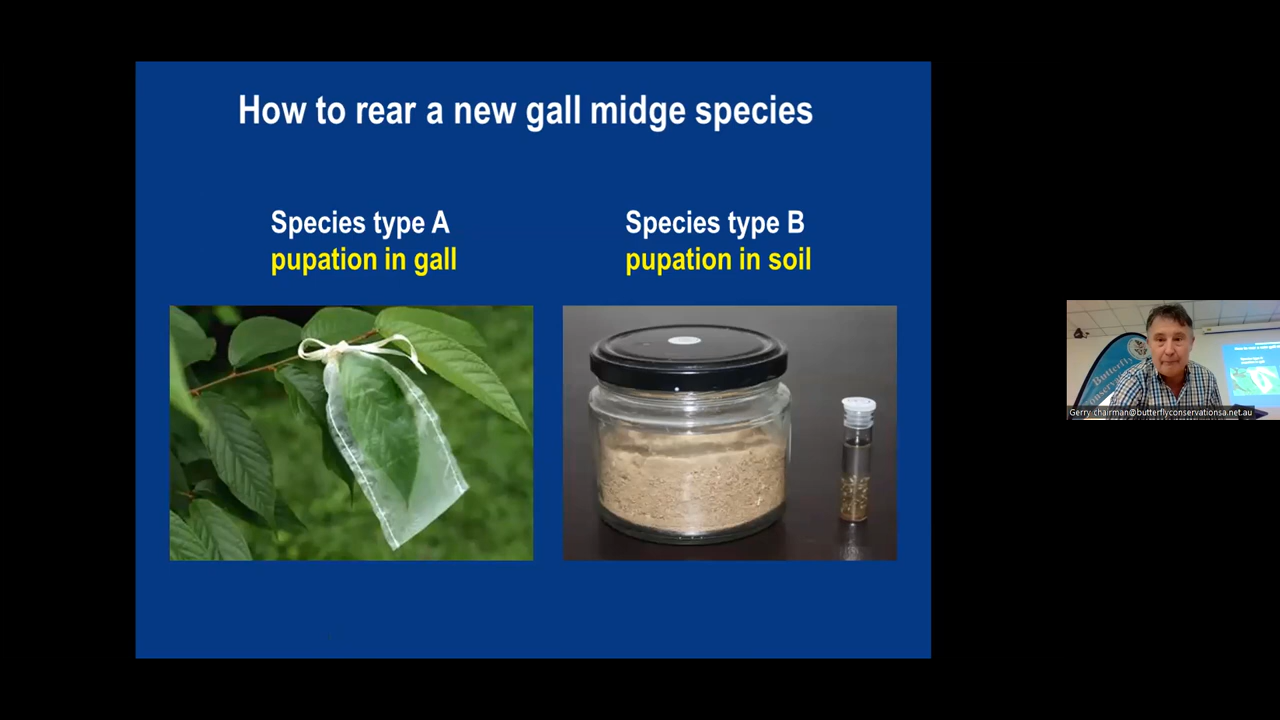 How to rear a new gall midge species
Species type A
pupation in gall
Species type B
pupation in soil
Butterfly
Gerry chairman@butterflyconservationsa.net.au